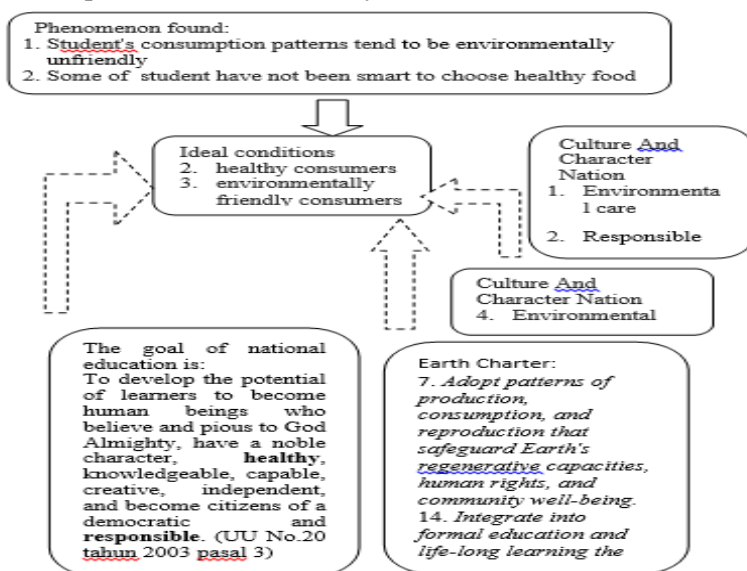 Phenomenon found:
1. Student's consumption patterns tend to be environmentally
unfriendly
2. Some of student have not been smart to choose healthy food
Ideal conditions
2. healthy consumers
3. environmentally
friendly consumers
Culture And
Character
Nation
1. Environmenta
l care
2. Responsible
Culture And
Character Nation
4. Environmental
The goal of national
education is:
To develop the potential
of learners to become
human beings who
believe and pious to God
Almighty, have a noble
character, healthy,
knowledgeable, capable,
creative, independent,
and become citizens of a
democratic and
responsible. (UU No.20
tahun 2003 pasal 3)
Earth Charter:
7. Adopt patterns of
production,
consumption, and
reproduction that
safeguard Earth's
regenerative capacities,
human rights, and
community well-being.
14. Integrate into
formal education and
life-long learning the